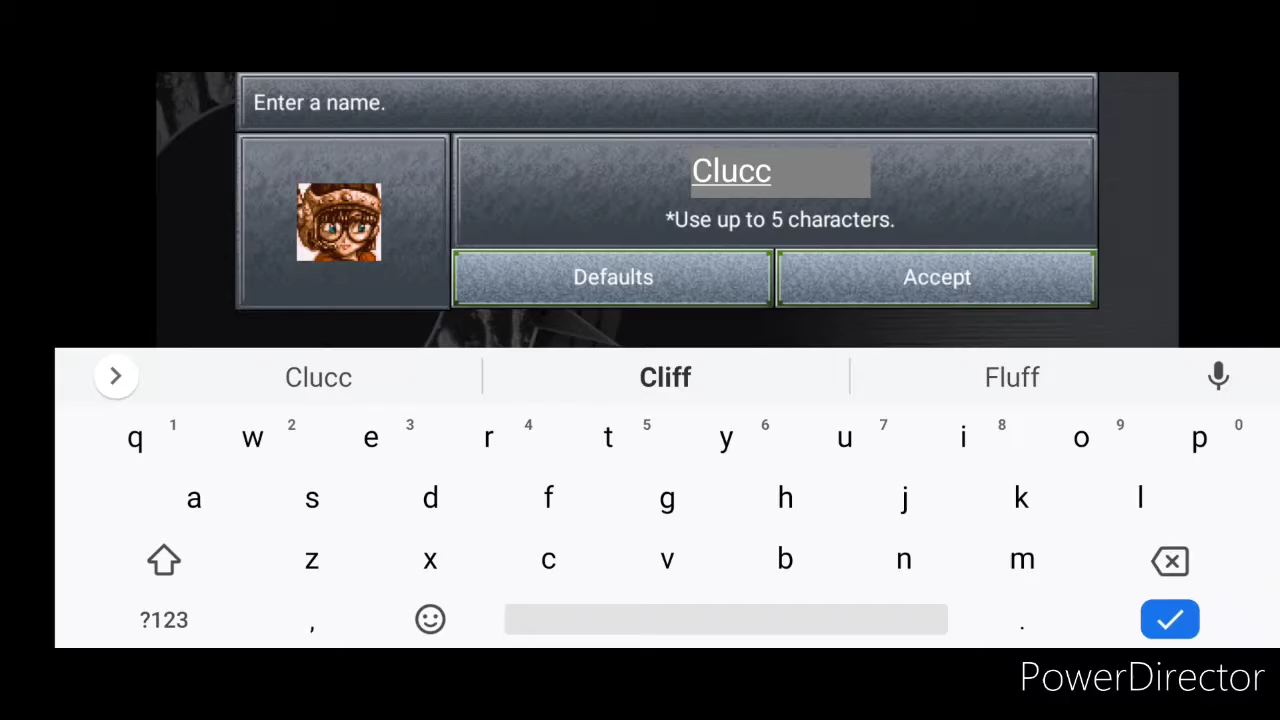 Enter a name.
Clucc
*Use up to 5 characters.
Defaults Accept
Clucc Cliff Fluff
q 1 w 2 e 3 r 4 t 5 y 6 u 7 i 8 o 9 p 0
a s d f g h j k l
z x c v b n m
?123 , .
PowerDirector